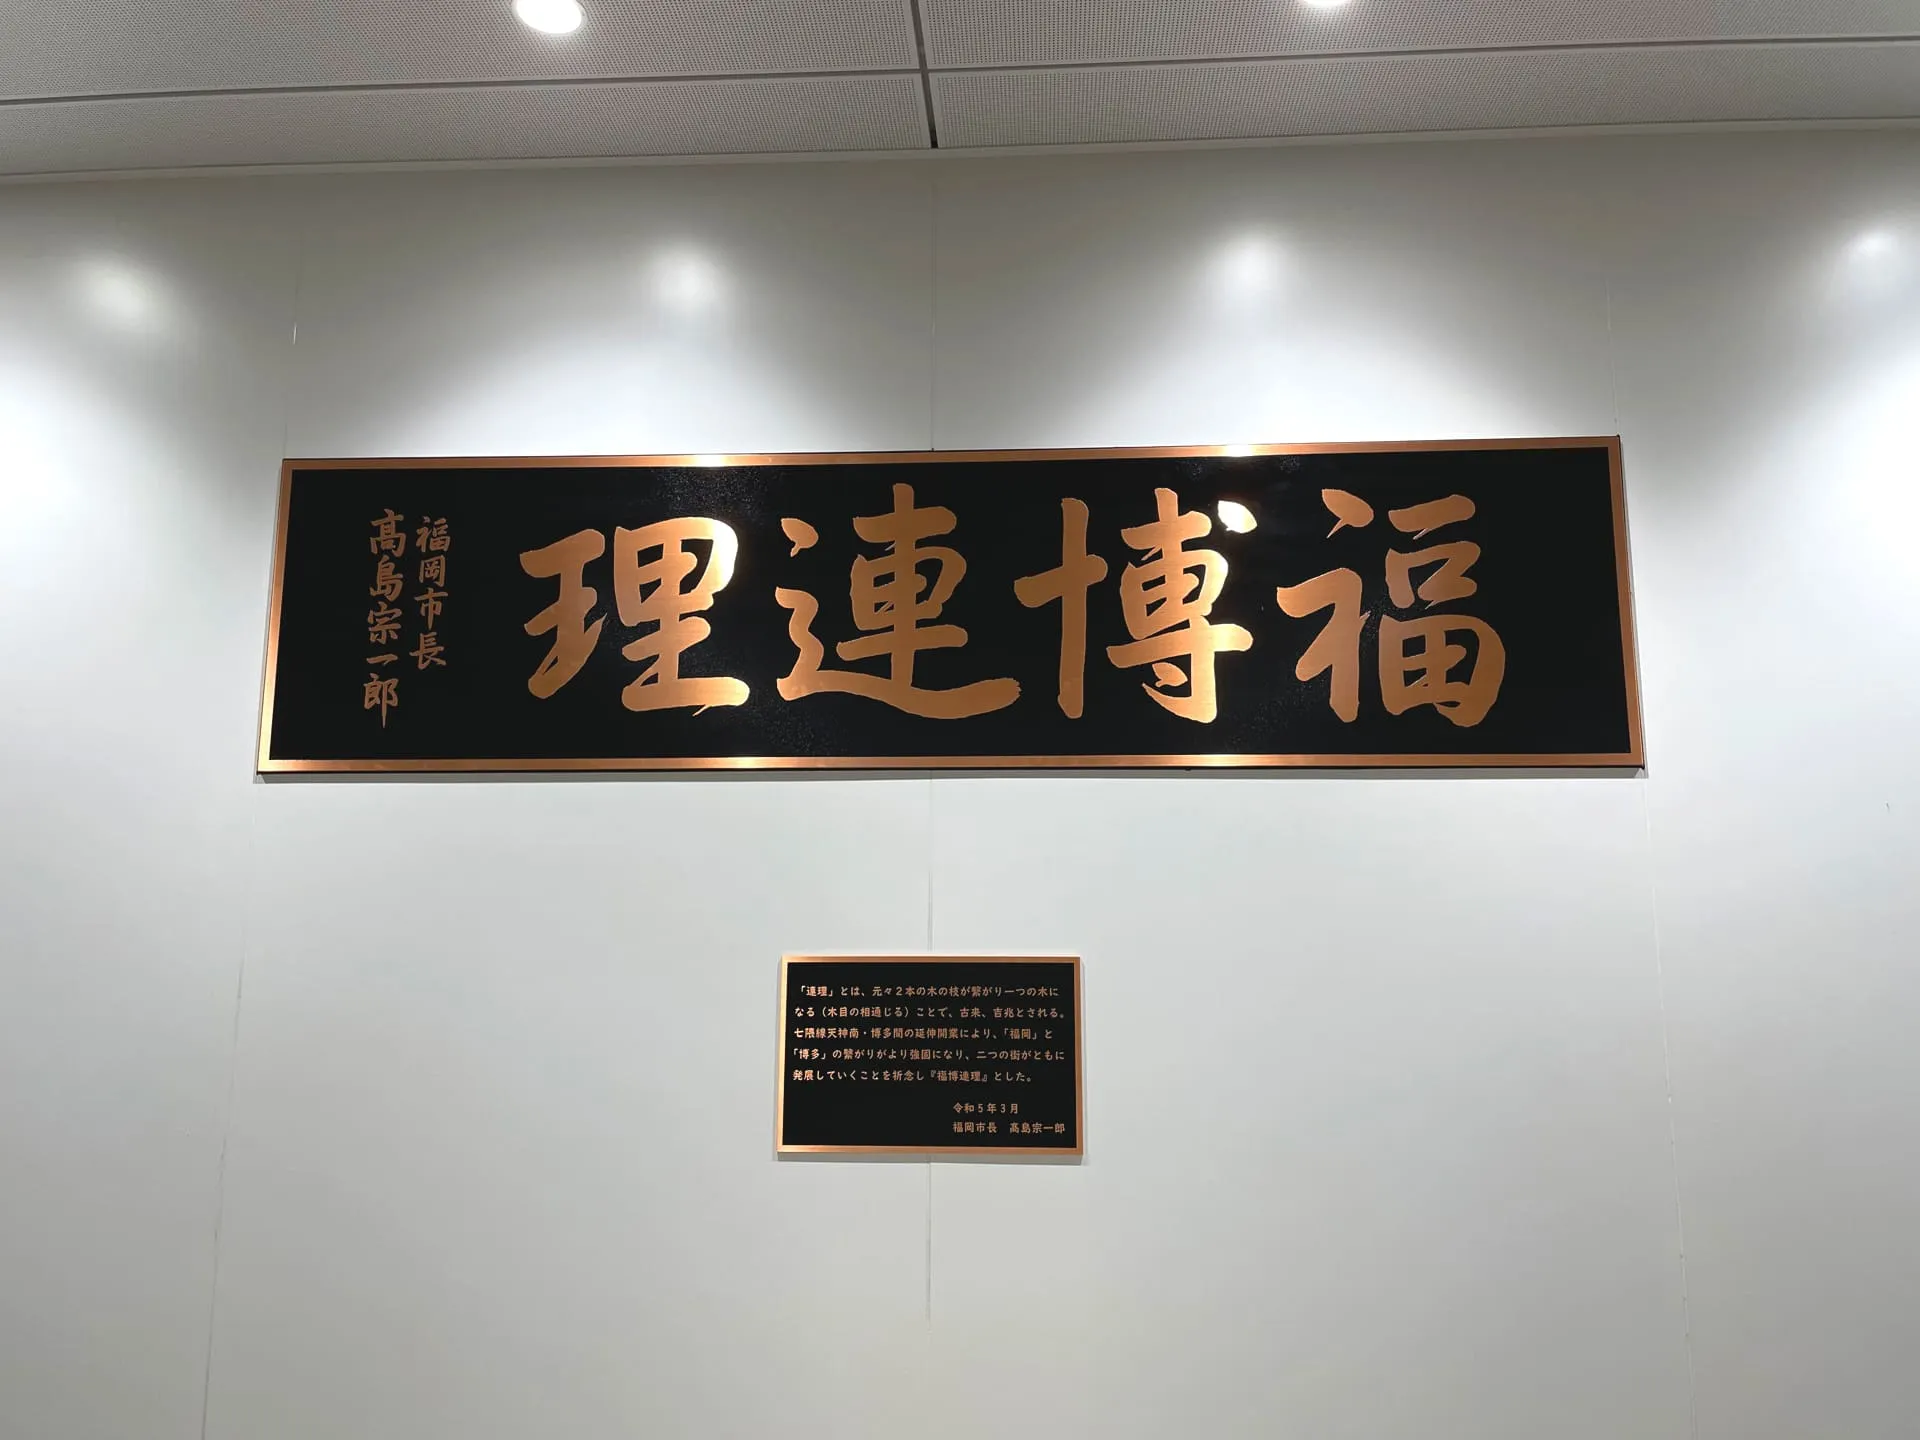 福博連理
福岡市長
髙島宗一郎
「連理」とは、元々2本の木の枝が繋がり一つの木に
なる（木目の相通じる）ことで、古来、吉兆とされる。
七隈線天神南・博多間の延伸開業により、「福岡」と
「博多」の繋がりがより強固になり、二つの街がともに
発展していくことを祈念し『福博連理』とした。
令和5年3月
福岡市長　髙島宗一郎